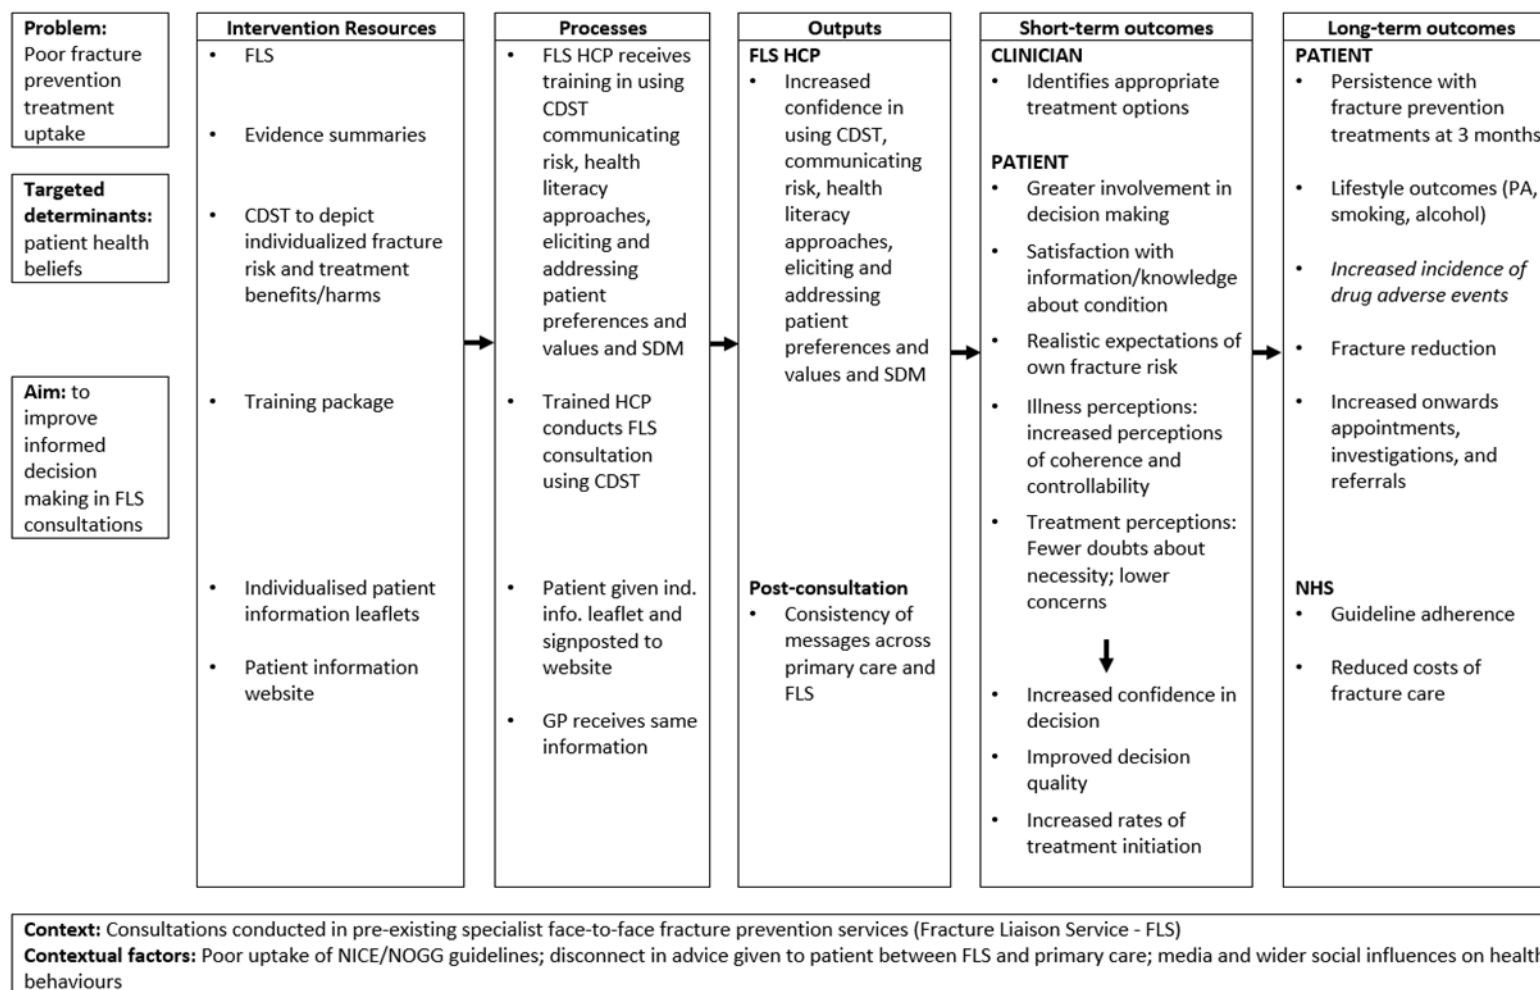 Problem:
Poor fracture
prevention
treatment
uptake
Targeted
determinants:
patient health
beliefs
Aim: to
improve
informed
decision
making in FLS
consultations
Intervention Resources
• FLS
• Evidence summaries
• CDST to depict
individualized fracture
risk and treatment
benefits/harms
• Training package
• Individualised patient
information leaflets
• Patient information
website
Processes
• FLS HCP receives
training in using
CDST
communicating
risk, health
literacy
approaches,
eliciting and
addressing
patient
preferences and
values and SDM
• Trained HCP
conducts FLS
consultation
using CDST
• Patient given ind.
info. leaflet and
signposted to
website
• GP receives same
information
Outputs
FLS HCP
• Increased
confidence in
using CDST,
communicating
risk, health
literacy
approaches,
eliciting and
addressing
patient
preferences and
values and SDM
Post-consultation
• Consistency of
messages across
primary care and
FLS
Short-term outcomes
CLINICIAN
• Identifies appropriate
treatment options
PATIENT
• Greater involvement in
decision making
• Satisfaction with
information/knowledge
about condition
• Realistic expectations of
own fracture risk
• Illness perceptions:
increased perceptions
of coherence and
controllability
• Treatment perceptions:
Fewer doubts about
necessity; lower
concerns
• Increased confidence in
decision
• Improved decision
quality
• Increased rates of
treatment initiation
Long-term outcomes
PATIENT
• Persistence with
fracture prevention
treatments at 3 months
• Lifestyle outcomes (PA,
smoking, alcohol)
• Increased incidence of
drug adverse events
• Fracture reduction
• Increased onwards
appointments,
investigations, and
referrals
NHS
• Guideline adherence
• Reduced costs of
fracture care
Context: Consultations conducted in pre-existing specialist face-to-face fracture prevention services (Fracture Liaison Service - FLS)
Contextual factors: Poor uptake of NICE/NOGG guidelines; disconnect in advice given to patient between FLS and primary care; media and wider social influences on health
behaviours